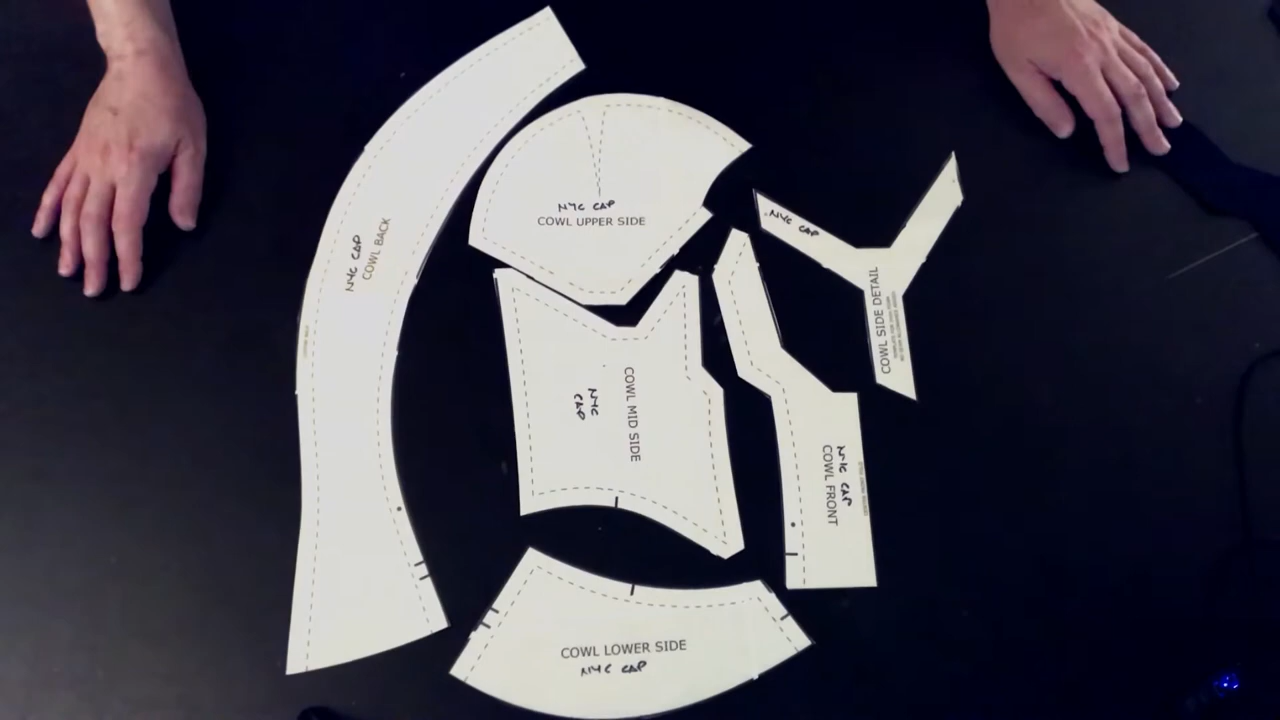 NYC CAP
COWL BACK
NYC CAP
COWL UPPER SIDE
NYC CAP
COWL SIDE DETAIL
NYC
CAP
COWL MID SIDE
NYC CAP
COWL FRONT
COWL LOWER SIDE
NYC CAP